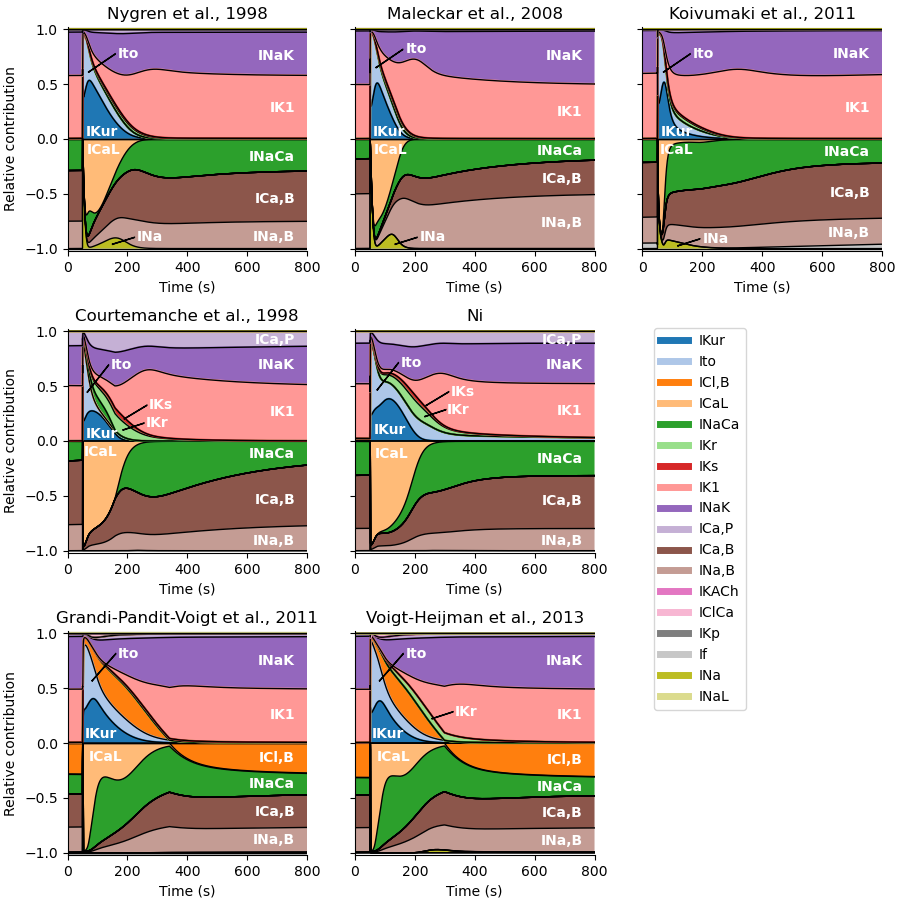 Nygren et al., 1998
Maleckar et al., 2008
Koivumaki et al., 2011
Relative contribution
1.0
0.5
0.0
−0.5
−1.0
Ito
INaK
IK1
IKur
ICaL
INaCa
ICa,B
INa
INa,B
0 200 400 600 800
Time (s)
Ito
INaK
IK1
IKur
ICaL
INaCa
ICa,B
INa
INa,B
0 200 400 600 800
Time (s)
Ito
INaK
IK1
IKur
ICaL
INaCa
ICa,B
INa
INa,B
0 200 400 600 800
Time (s)
Courtemanche et al., 1998
Ni
Relative contribution
1.0
0.5
0.0
−0.5
−1.0
ICa,P
Ito
INaK
IKs
IK1
IKr
IKur
ICaL
INaCa
ICa,B
INa,B
0 200 400 600 800
Time (s)
ICa,P
Ito
INaK
IKs
IKr
IK1
IKur
ICaL
INaCa
ICa,B
INa,B
0 200 400 600 800
Time (s)
IKur
Ito
ICl,B
ICaL
INaCa
IKr
IKs
IK1
INaK
ICa,P
ICa,B
INa,B
IKACh
IClCa
IKp
If
INa
INaL
Grandi-Pandit-Voigt et al., 2011
Voigt-Heijman et al., 2013
Relative contribution
1.0
0.5
0.0
−0.5
−1.0
Ito
INaK
IK1
IKur
ICaL
ICl,B
INaCa
ICa,B
INa,B
0 200 400 600 800
Time (s)
Ito
INaK
IKr
IK1
IKur
ICaL
ICl,B
INaCa
ICa,B
INa,B
0 200 400 600 800
Time (s)